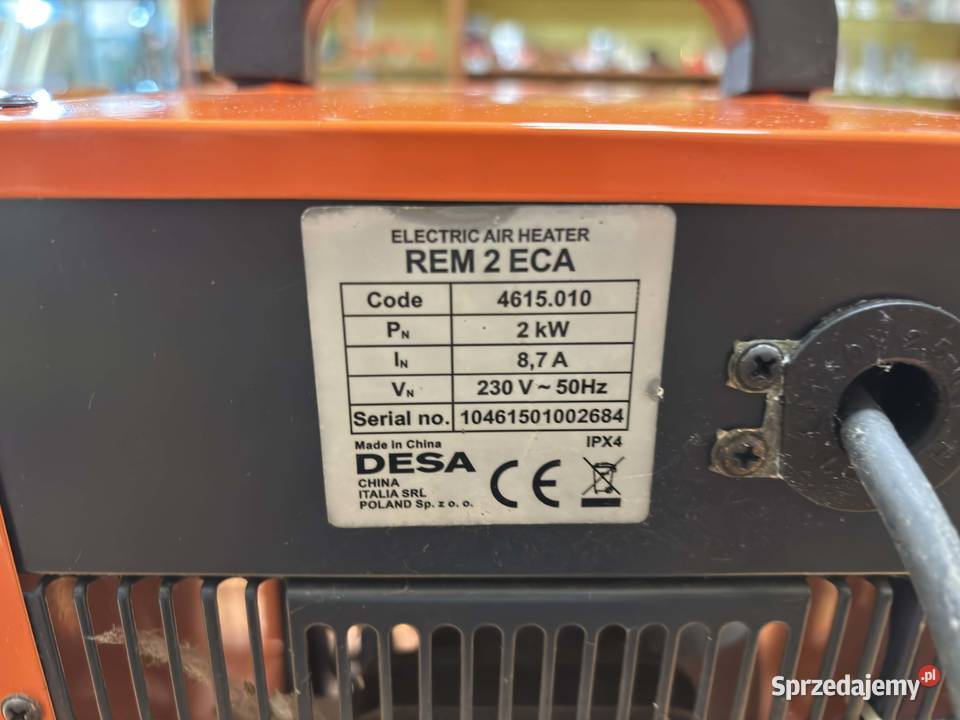 ELECTRIC AIR HEATER
REM 2 ECA
Code 4615.010
PN 2 kW
IN 8,7 A
VN 230 V ~ 50Hz
Serial no. 10461501002684
Made in China IPX4
DESA
CHINA
ITALIA SRL
POLAND Sp. z o. o.
CE
Sprzedajemy.pl